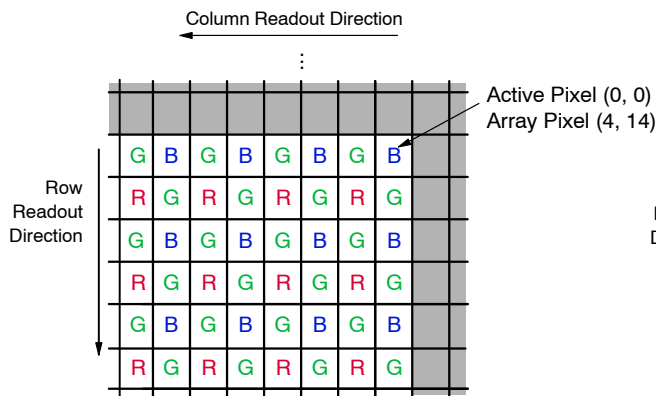 Column Readout Direction
⋮
Active Pixel (0, 0)
Array Pixel (4, 14)
Row
Readout
Direction
G B G B G B G B
R G R G R G R G
G B G B G B G B
R G R G R G R G
G B G B G B G B
R G R G R G R G